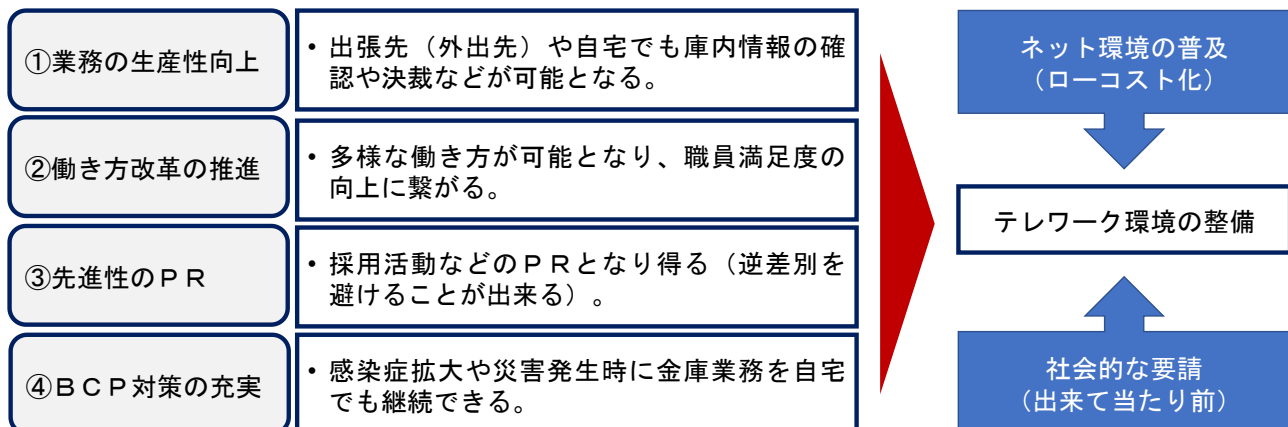 ①業務の生産性向上
・出張先（外出先）や自宅でも庫内情報の確
認や決裁などが可能となる。
②働き方改革の推進
・多様な働き方が可能となり、職員満足度の
向上に繋がる。
③先進性のＰＲ
・採用活動などのＰＲとなり得る（逆差別を
避けることが出来る）。
④ＢＣＰ対策の充実
・感染症拡大や災害発生時に金庫業務を自宅
でも継続できる。
ネット環境の普及
（ローコスト化）
テレワーク環境の整備
社会的な要請
（出来て当たり前）